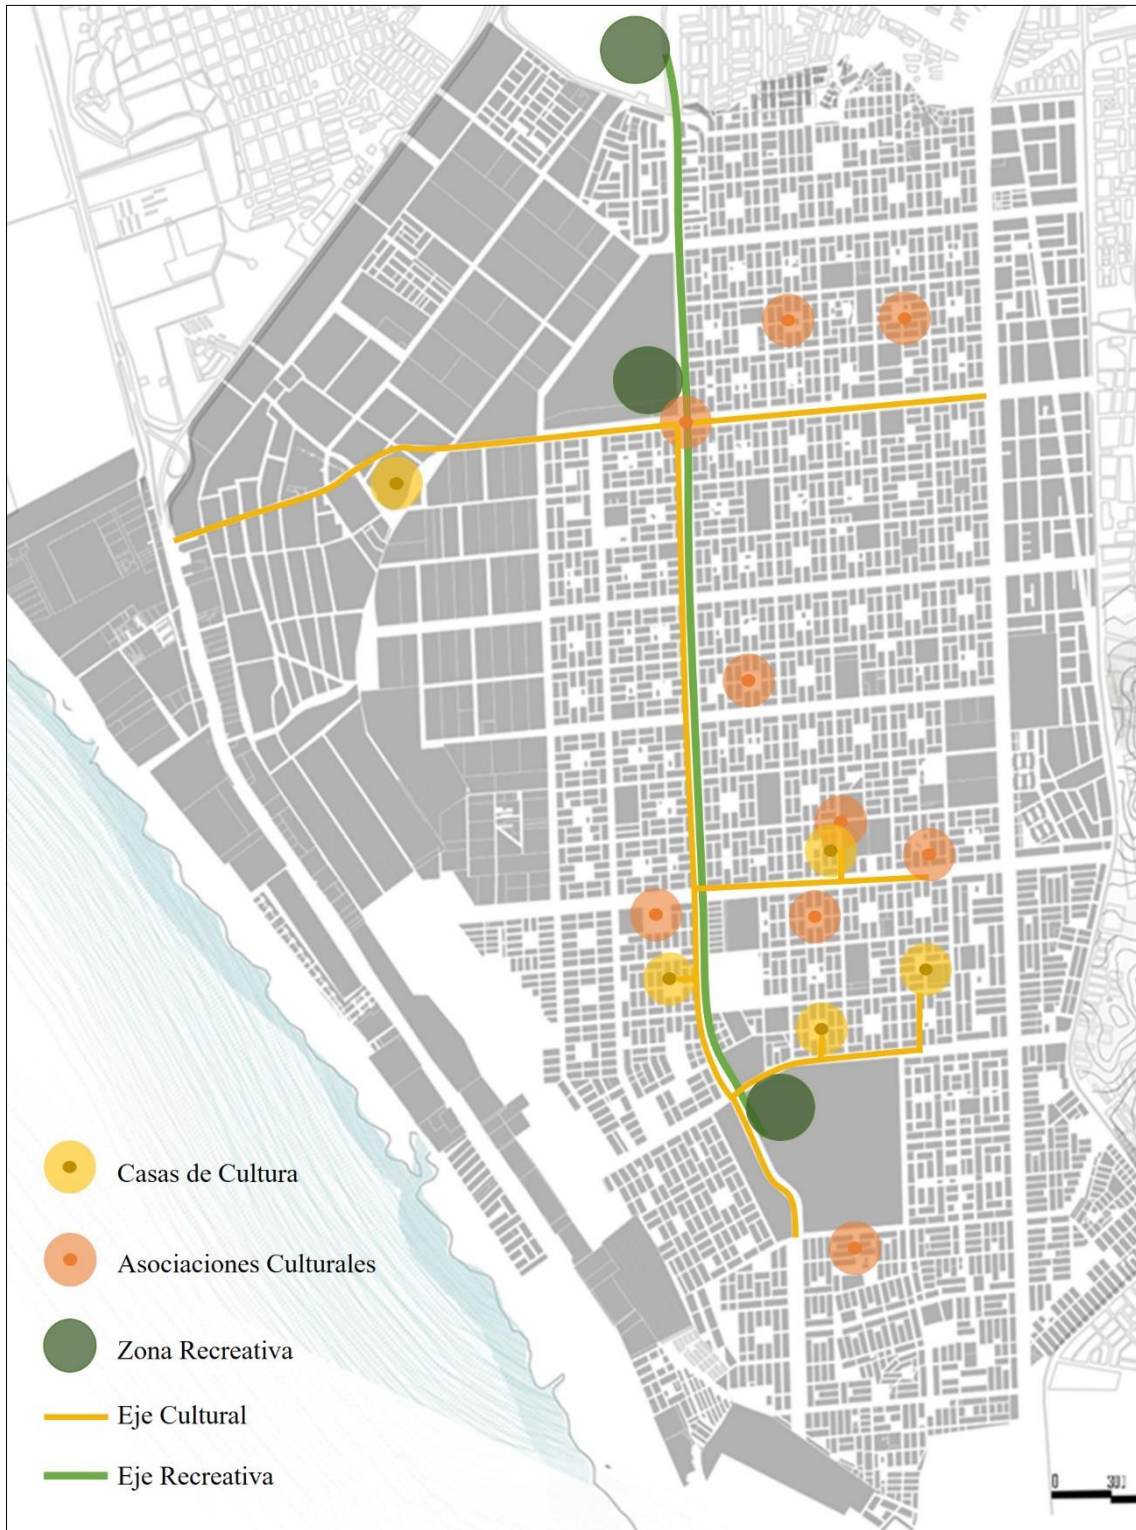 Casas de Cultura
Asociaciones Culturales
Zona Recreativa
Eje Cultural
Eje Recreativa
0